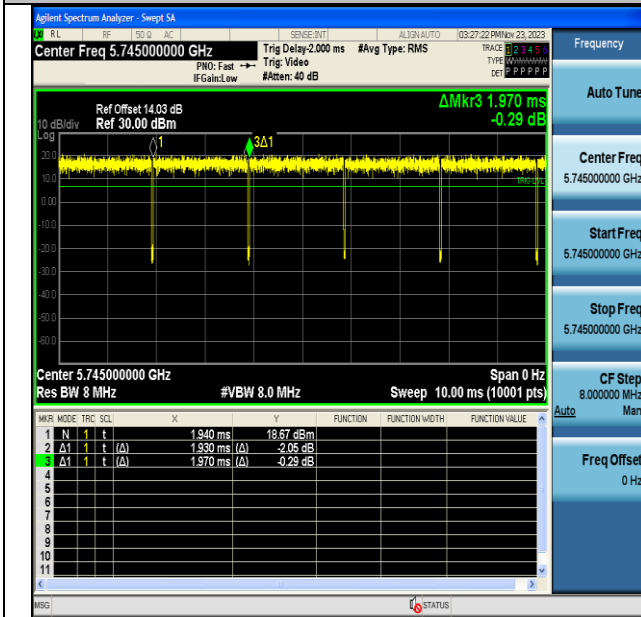 Agilent Spectrum Analyzer - Swept SA
RL RF 50 Ω AC SENSE:INT ALIGN AUTO 03:27:22 PM Nov 23, 2023
Center Freq 5.745000000 GHz Trig Delay-2.000 ms #Avg Type: RMS TRACE 1 2 3 4 5 6
PNO: Fast Trig: Video TYPE WWWWWW
IFGain:Low #Atten: 40 dB DET P P P P P P
Ref Offset 14.03 dB ΔMkr3 1.970 ms
10 dB/div Ref 30.00 dBm -0.29 dB
Log
1 3Δ1
20.0
10.0
TRIG LVL
0.00
-10.0
-20.0
-30.0
-40.0
-50.0
-60.0
Center 5.745000000 GHz Span 0 Hz
Res BW 8 MHz #VBW 8.0 MHz Sweep 10.00 ms (10001 pts)
MKR MODE TRC SCL X Y FUNCTION FUNCTION WIDTH FUNCTION VALUE
1 N 1 t 1.940 ms 18.67 dBm
2 Δ1 1 t (Δ) 1.930 ms (Δ) -2.05 dB
3 Δ1 1 t (Δ) 1.970 ms (Δ) -0.29 dB
4
5
6
7
8
9
10
11
MSG STATUS
Frequency
Auto Tune
Center Freq
5.745000000 GHz
Start Freq
5.745000000 GHz
Stop Freq
5.745000000 GHz
CF Step
8.000000 MHz
Auto Man
Freq Offset
0 Hz